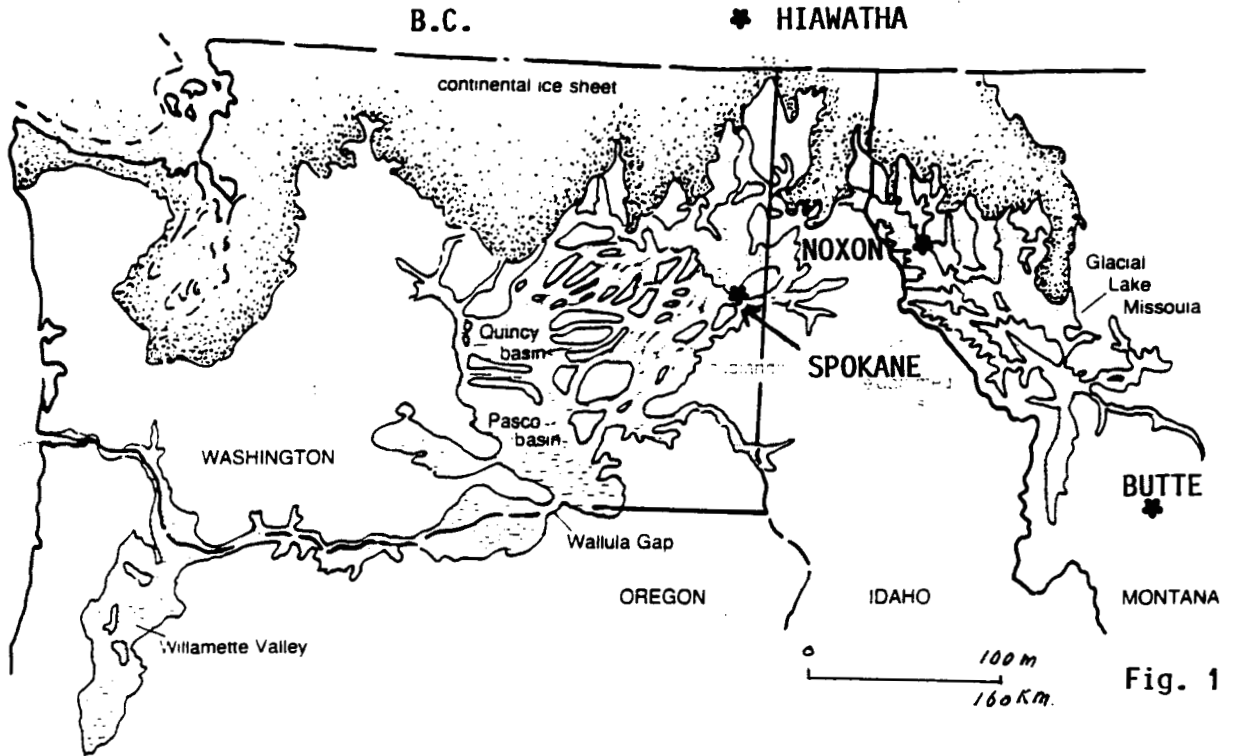 B.C.
HIAWATHA
continental ice sheet
NOXON
Glacial
Lake
Missouia
Quincy
basin
SPOKANE
Pasco
basin
WASHINGTON
BUTTE
Wallula Gap
OREGON
IDAHO
MONTANA
Willamette Valley
0
100 m
160 Km.
Fig. 1